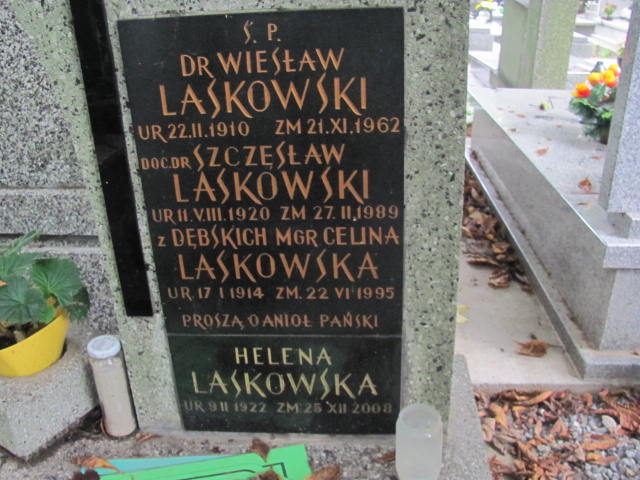 Ś. P.
DR WIESŁAW
LASKOWSKI
UR 22.II.1910 ZM 21.XI.1962
DOC.DR SZCZĘSŁAW
LASKOWSKI
UR 11.VIII.1920 ZM 27.II.1989
z DĘBSKICH MGR CELINA
LASKOWSKA
UR. 17 I 1914 ZM. 22 VI 1995
PROSZĄ O ANIOŁ PAŃSKI
HELENA
LASKOWSKA
UR 9 II 1922 ZM 25 XII 2008